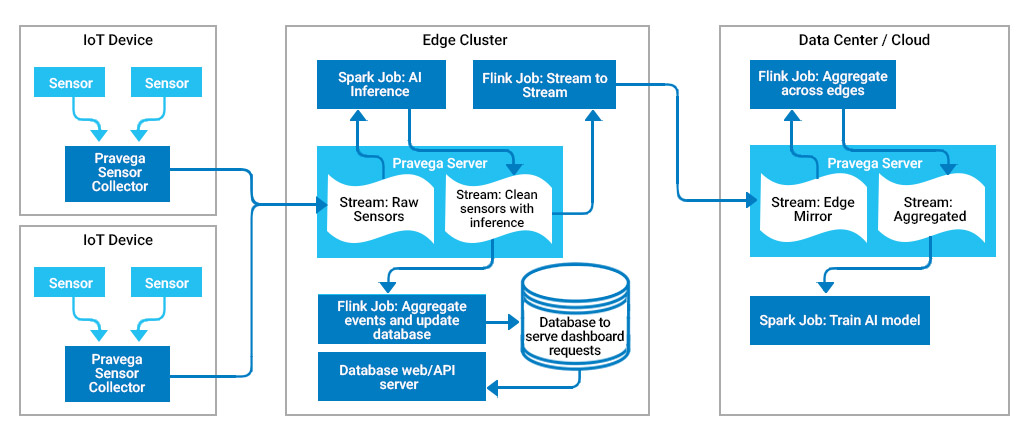 IoT Device
Sensor
Sensor
Pravega
Sensor
Collector
IoT Device
Sensor
Sensor
Pravega
Sensor
Collector
Edge Cluster
Spark Job: AI
Inference
Flink Job: Stream to
Stream
Pravega Server
Stream: Raw
Sensors
Stream: Clean
sensors with
inference
Flink Job: Aggregate
events and update
database
Database to
serve dashboard
requests
Database web/API
server
Data Center / Cloud
Flink Job: Aggregate
across edges
Pravega Server
Stream: Edge
Mirror
Stream:
Aggregated
Spark Job: Train AI model